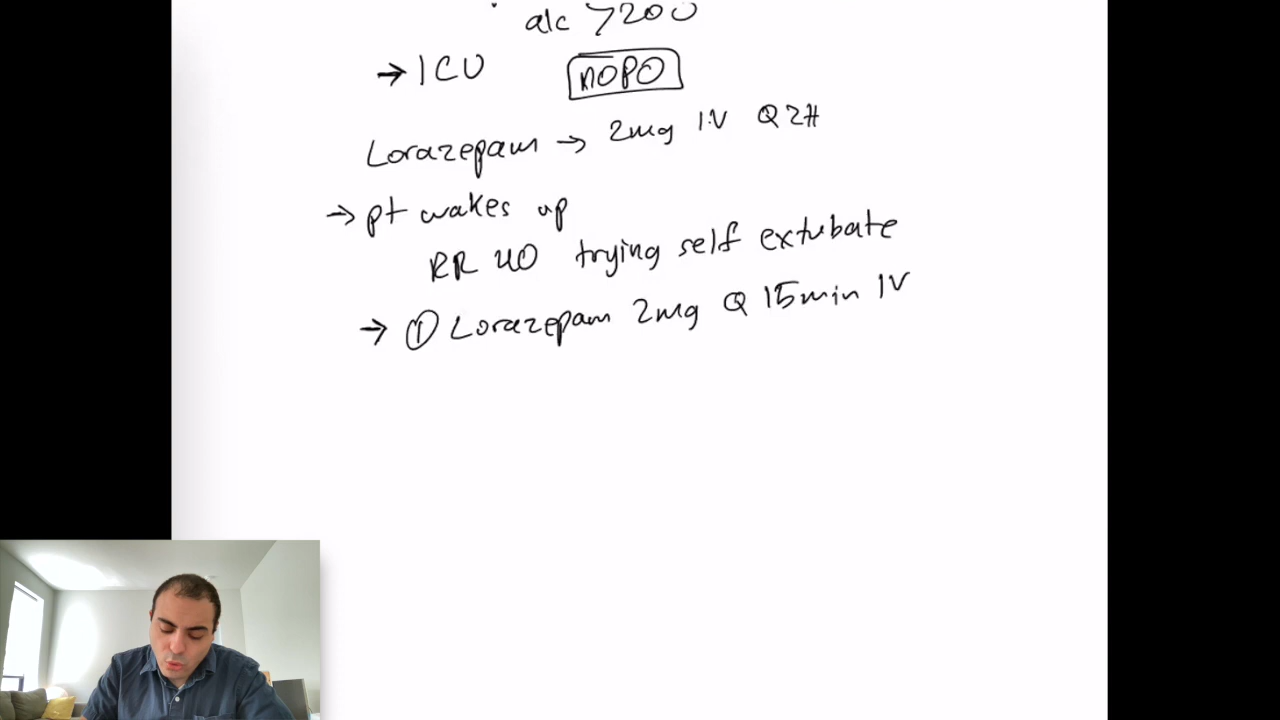 alc >200
→ ICU nOPO
Lorazepam → 2mg IV Q2H
→ pt wakes up
RR 40 trying self extubate
→ ① Lorazepam 2mg Q 15min IV